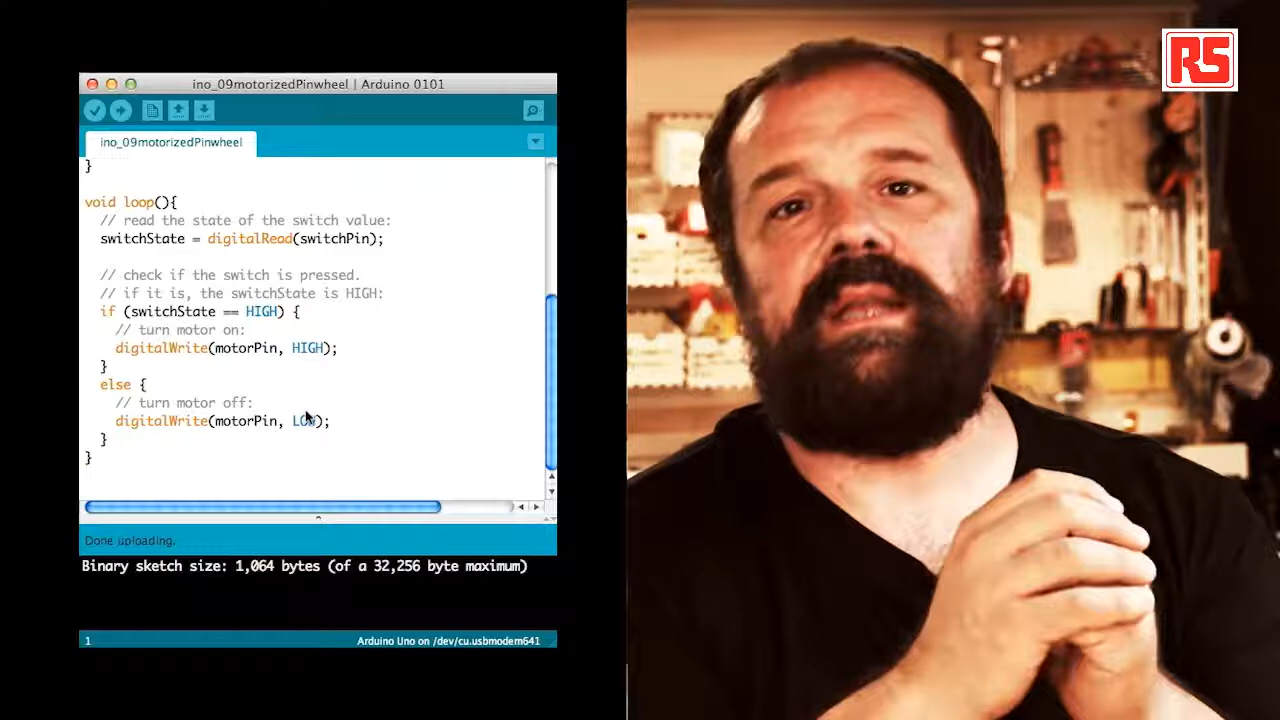 ino_09motorizedPinwheel | Arduino 0101
ino_09motorizedPinwheel
}
void loop(){
// read the state of the switch value:
switchState = digitalRead(switchPin);
// check if the switch is pressed.
// if it is, the switchState is HIGH:
if (switchState == HIGH) {
// turn motor on:
digitalWrite(motorPin, HIGH);
}
else {
// turn motor off:
digitalWrite(motorPin, LOW);
}
}
Done uploading.
Binary sketch size: 1,064 bytes (of a 32,256 byte maximum)
1
Arduino Uno on /dev/cu.usbmodem641
RS